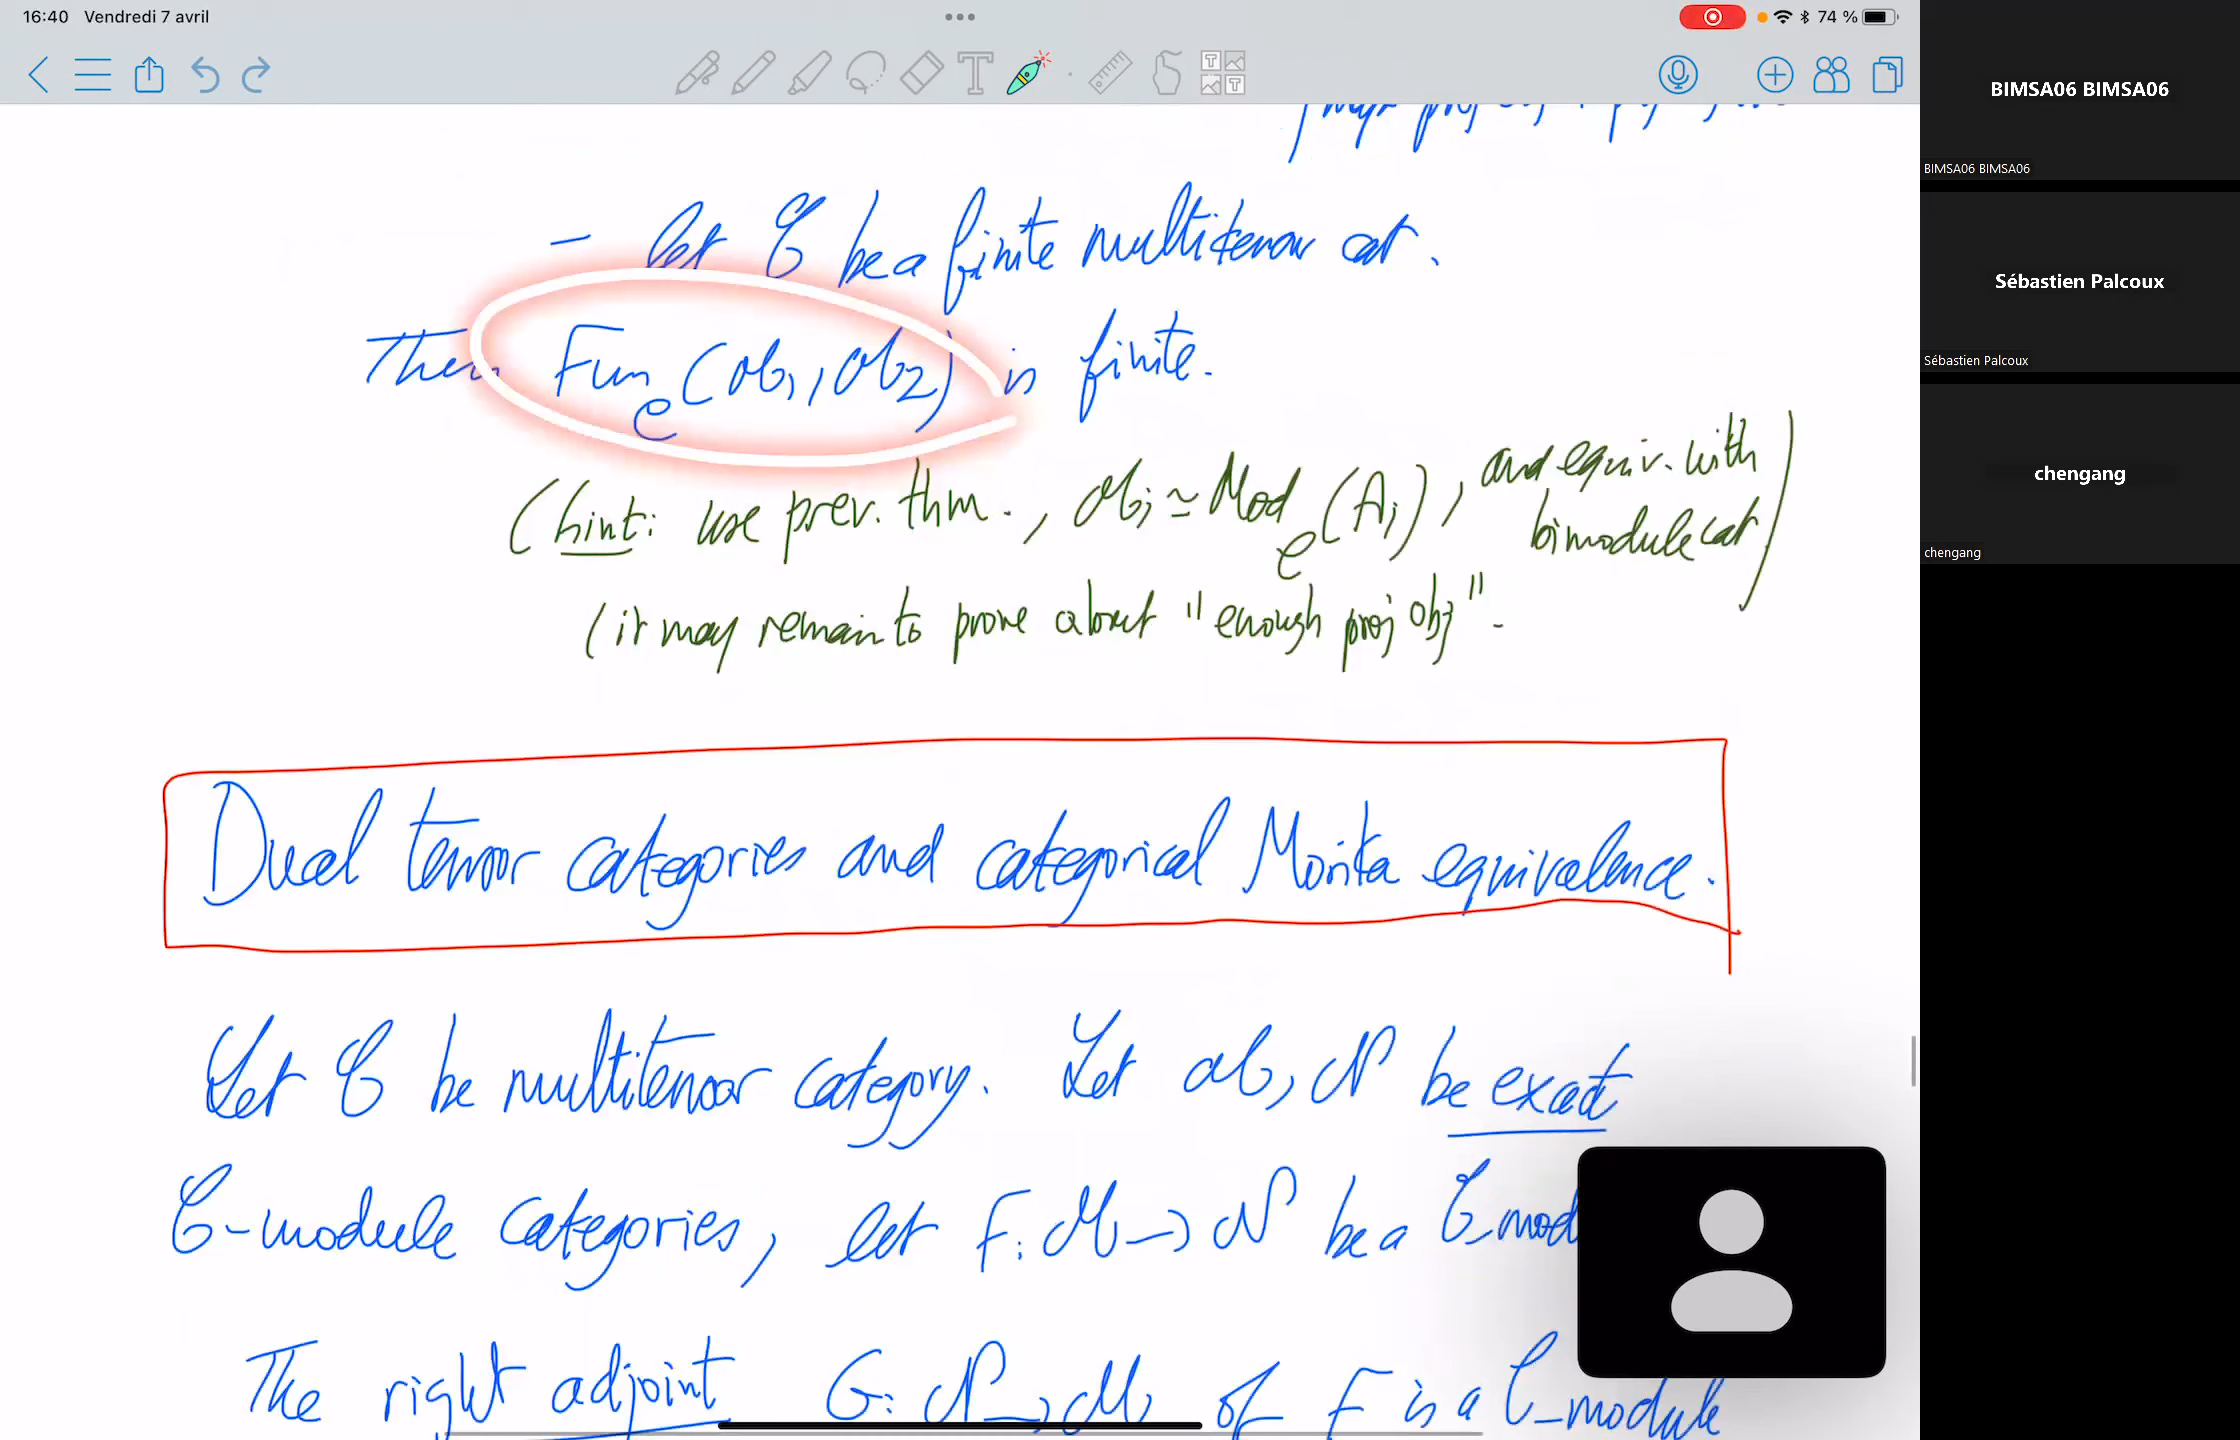 16:40 Vendredi 7 avril
74 %
BIMSA06 BIMSA06
BIMSA06 BIMSA06
Sébastien Palcoux
Sébastien Palcoux
chengang
chengang
- let C be a finite multitensor cat.
Then Fun_C (M1, M2) is finite.
(hint: use prev. thm., Mi ≃ Mod_C (Ai), and equiv. with bimodule cat)
(it may remain to prove about "enough proj obj".
Dual tensor categories and categorical Morita equivalence.
Let C be multitensor category. Let M, N be exact
C-module categories, let F: M → N be a C-mod
The right adjoint G: N → M of F is a C-module